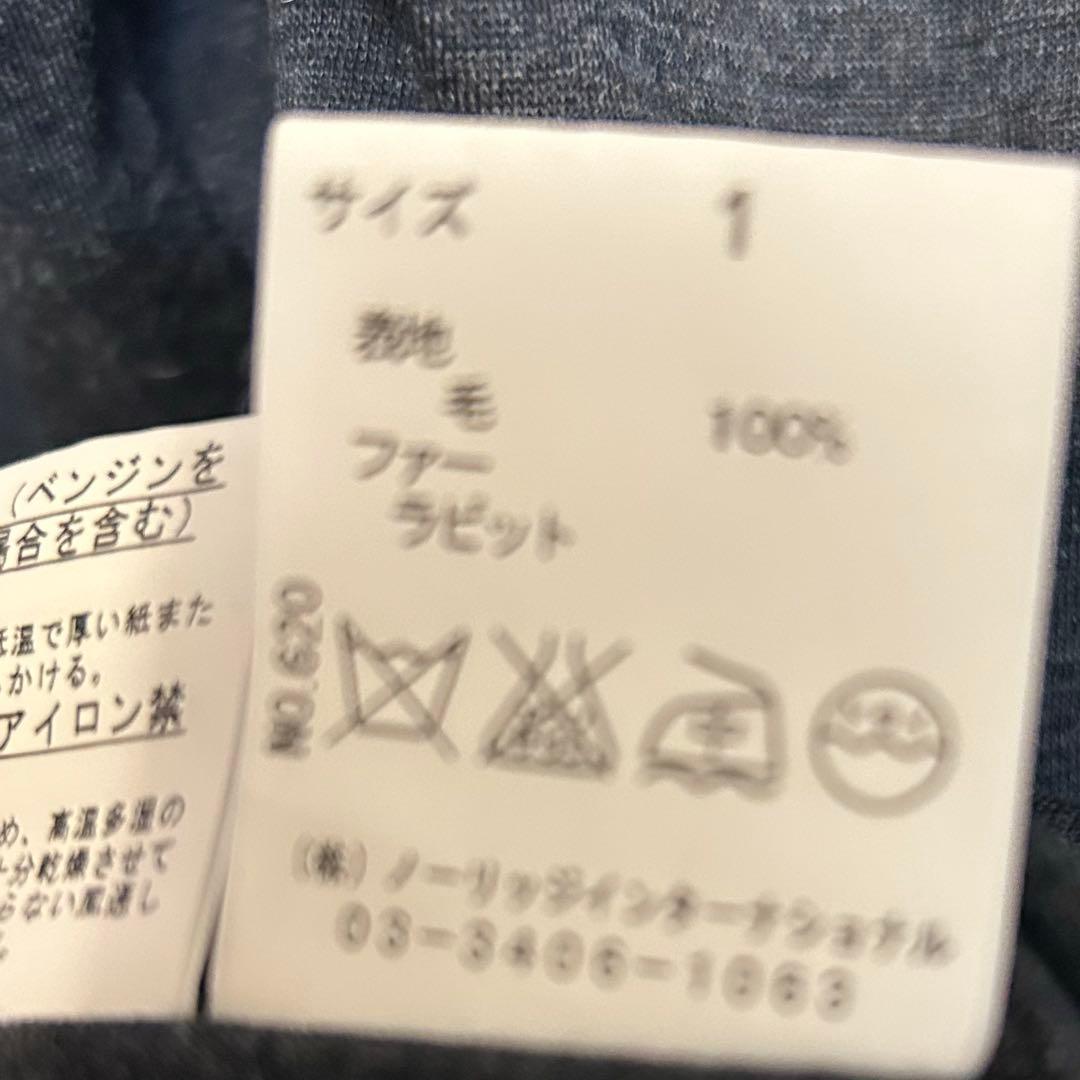 サイズ 1
表地
毛 100%
ファー
ラビット
NO.6290
中
(株)ノーリッジインターナショナル
03-3406-1063
(ベンジンを
場合を含む)
低温で厚い紙また
かける。
アイロン禁
め、高温多湿の
分乾燥させて
らない風通し